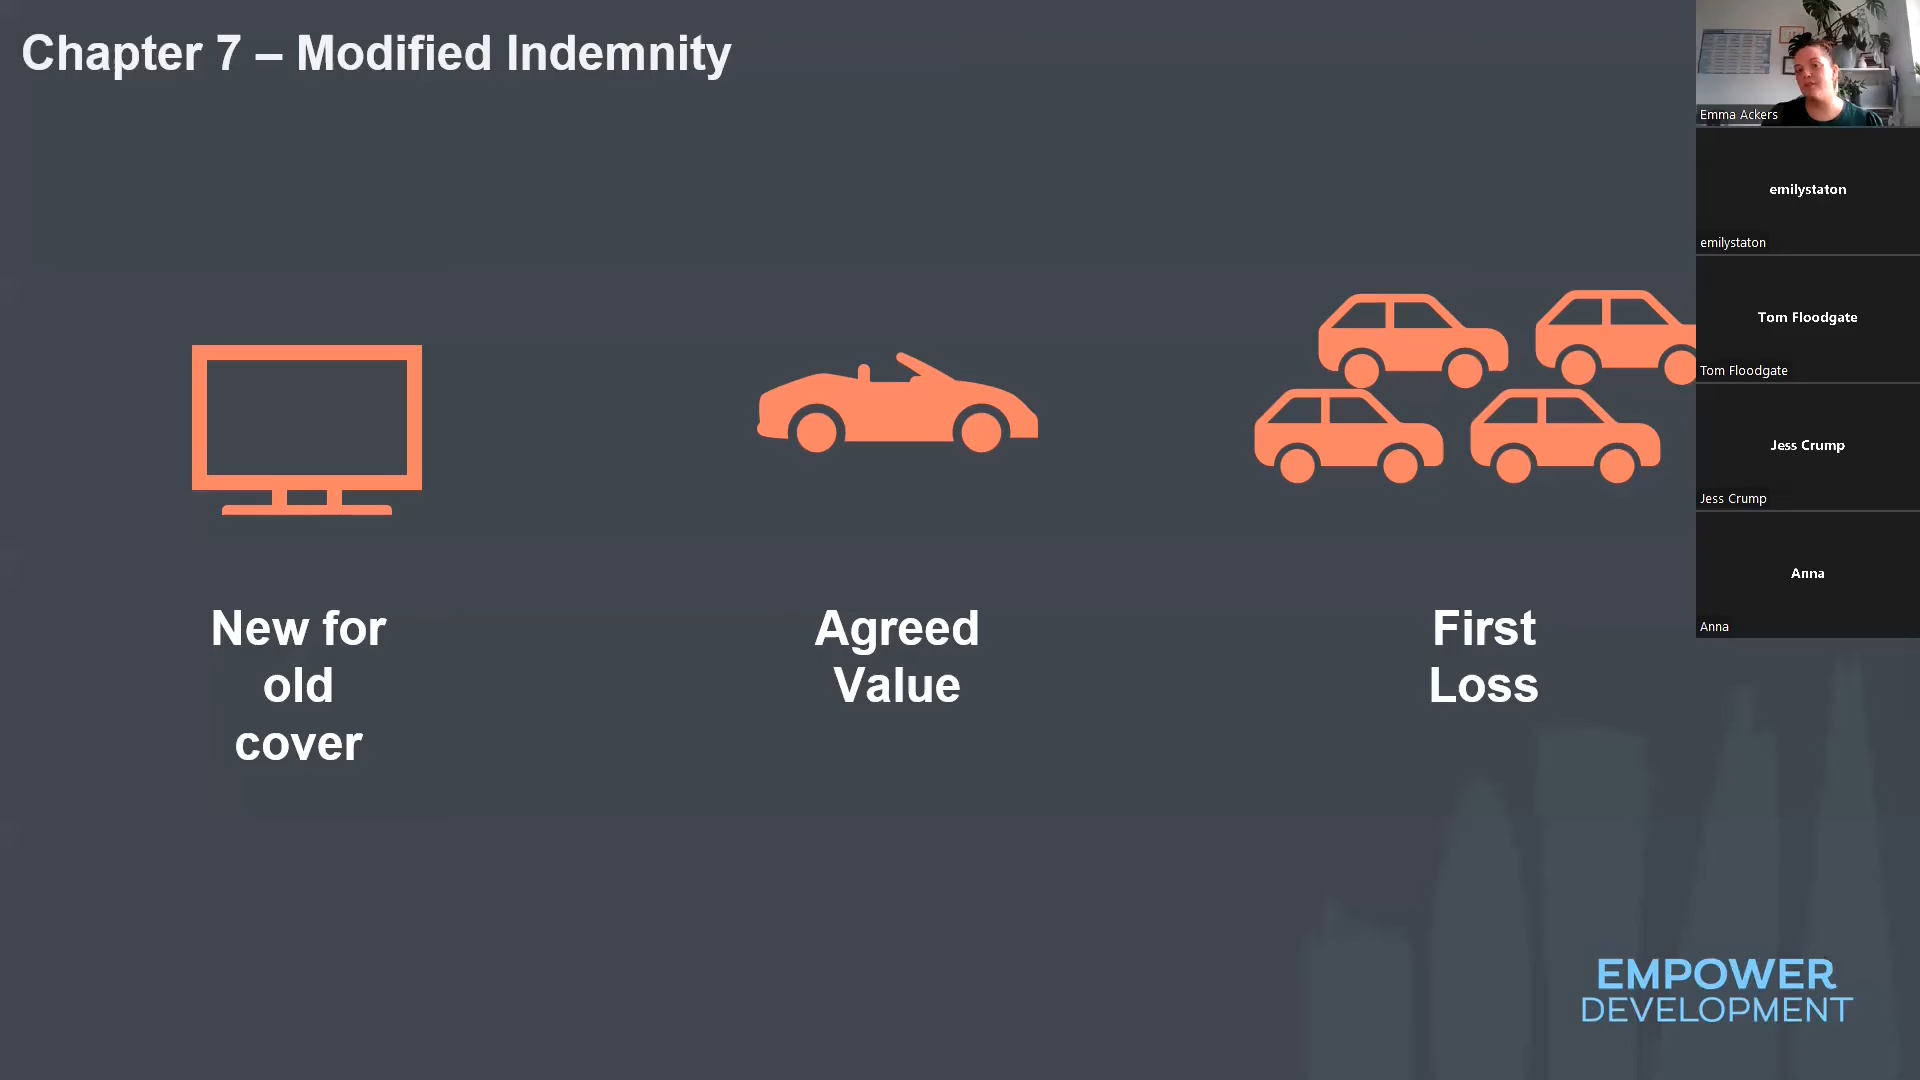 Chapter 7 – Modified Indemnity
New for
old
cover
Agreed
Value
First
Loss
Emma Ackers
emilystaton
emilystaton
Tom Floodgate
Tom Floodgate
Jess Crump
Jess Crump
Anna
Anna
EMPOWER
DEVELOPMENT